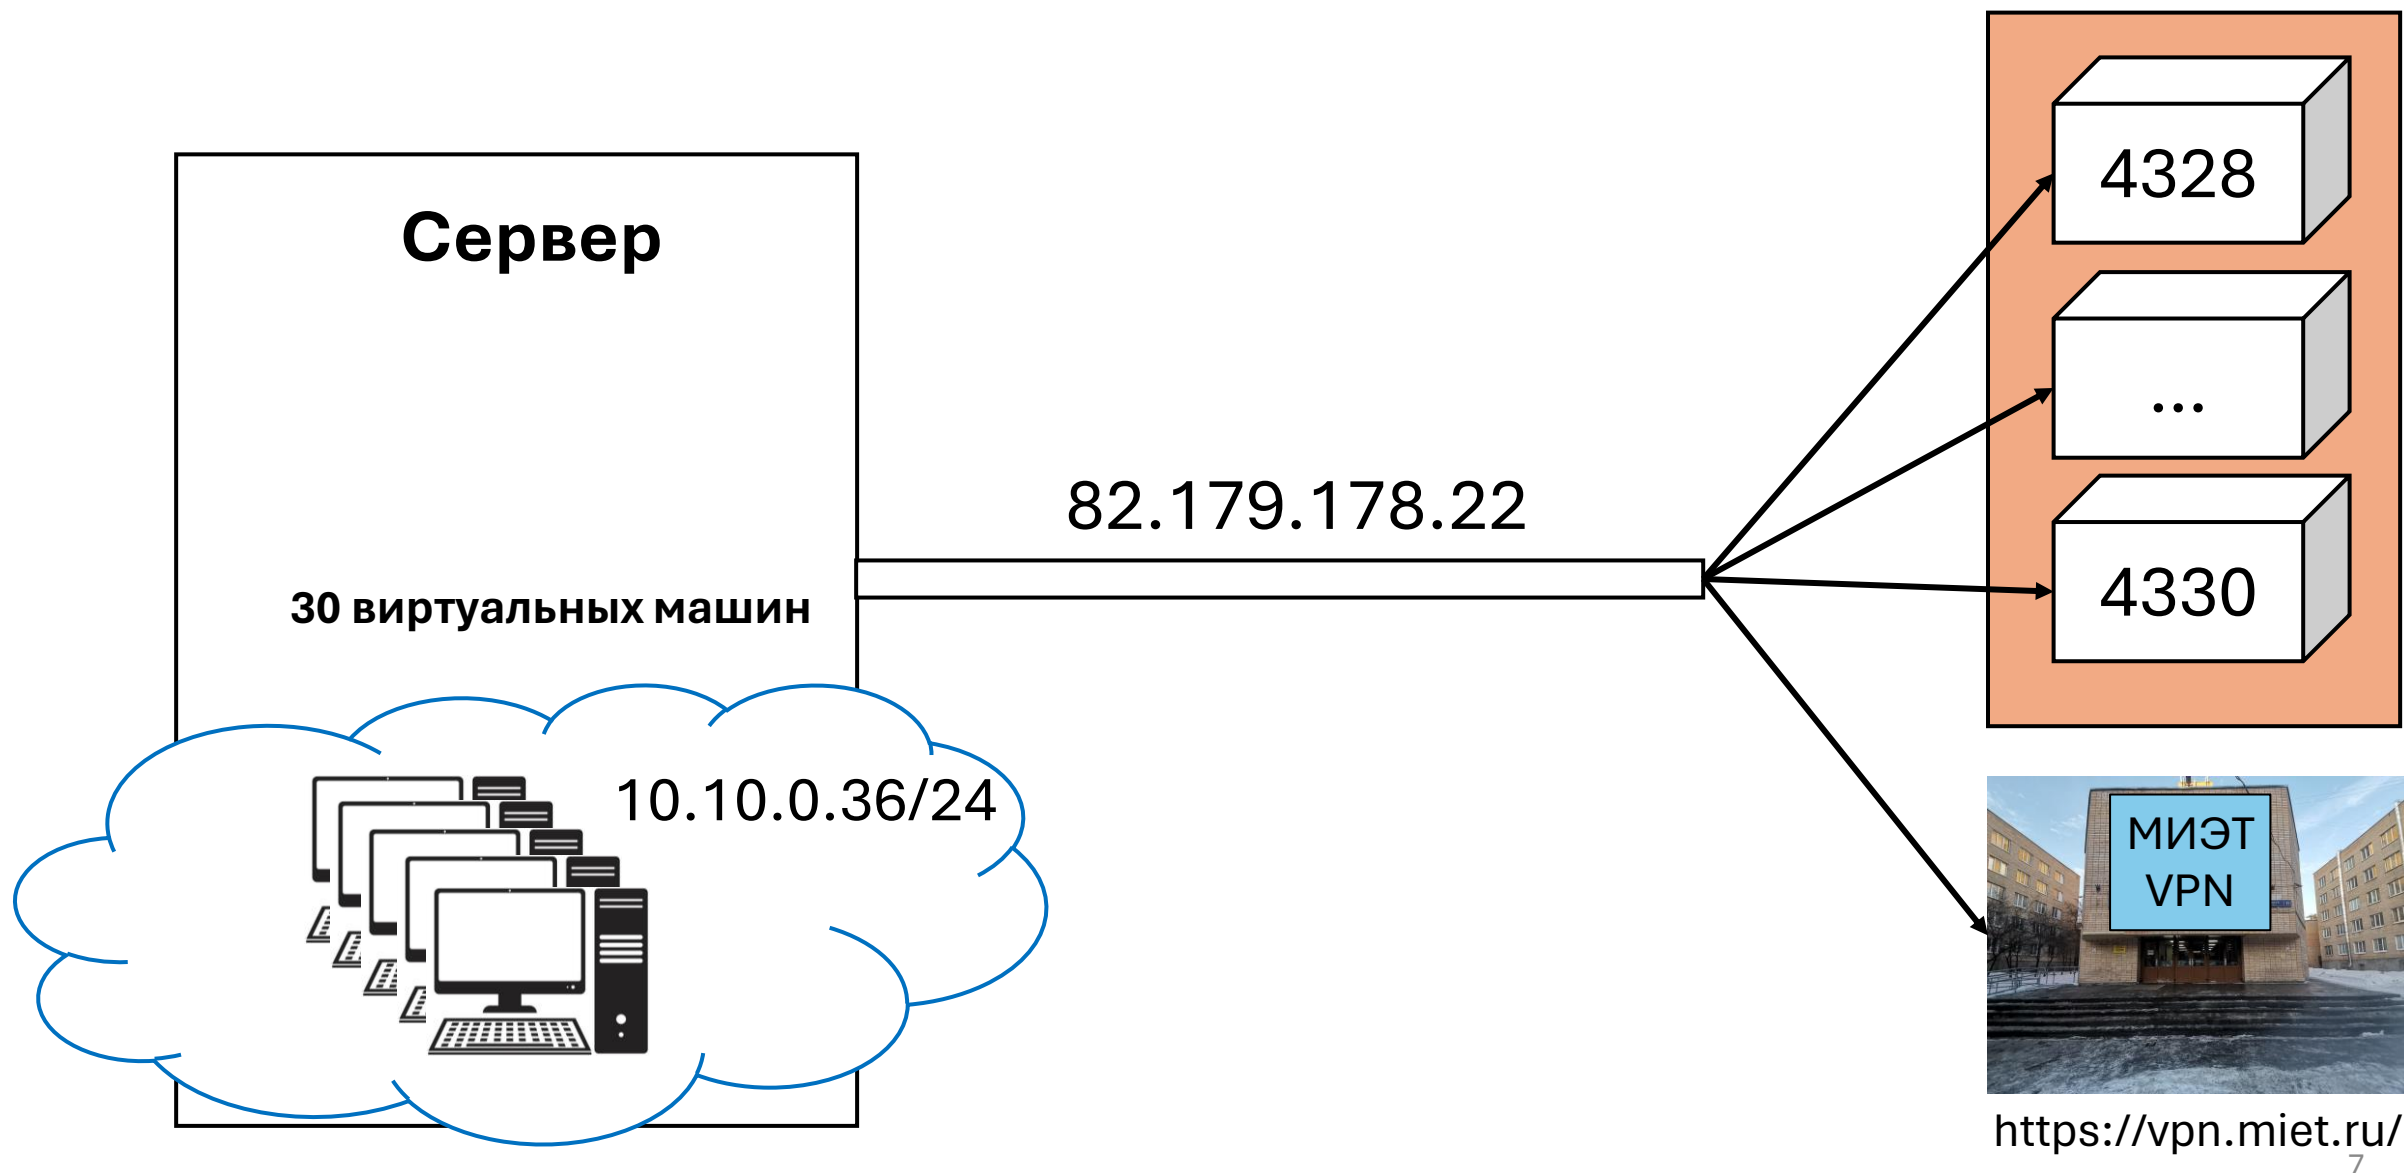 Сервер
30 виртуальных машин
10.10.0.36/24
82.179.178.22
4328
...
4330
МИЭТ
VPN
https://vpn.miet.ru/
7